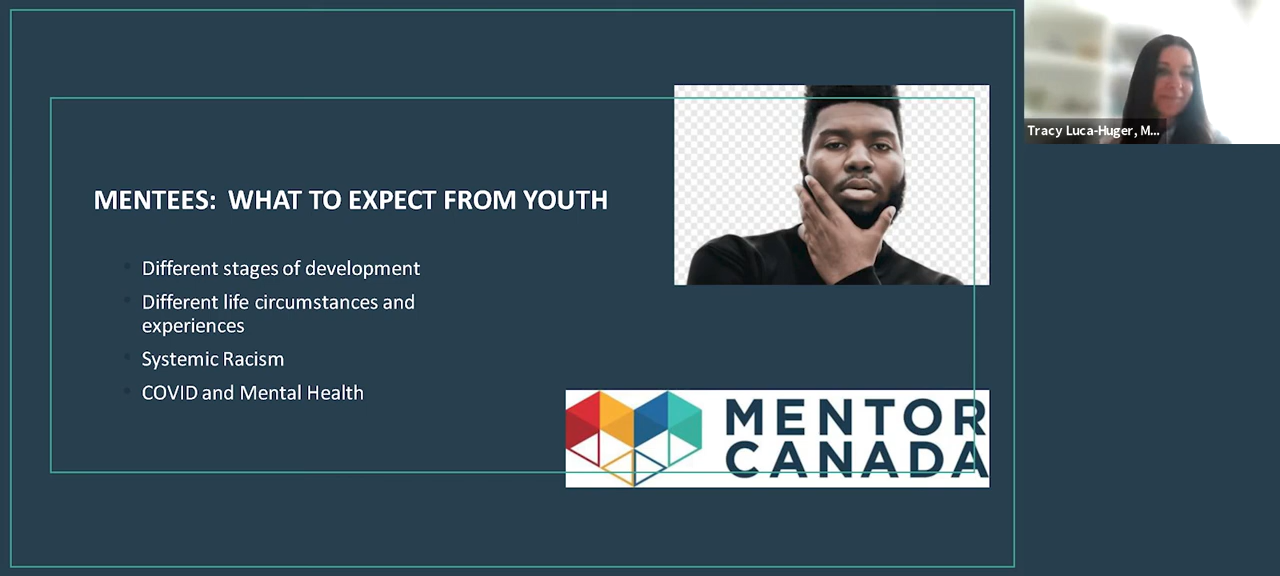 MENTEES: WHAT TO EXPECT FROM YOUTH
Different stages of development
Different life circumstances and
experiences
Systemic Racism
COVID and Mental Health
MENTOR
CANADA
Tracy Luca-Huger, M...